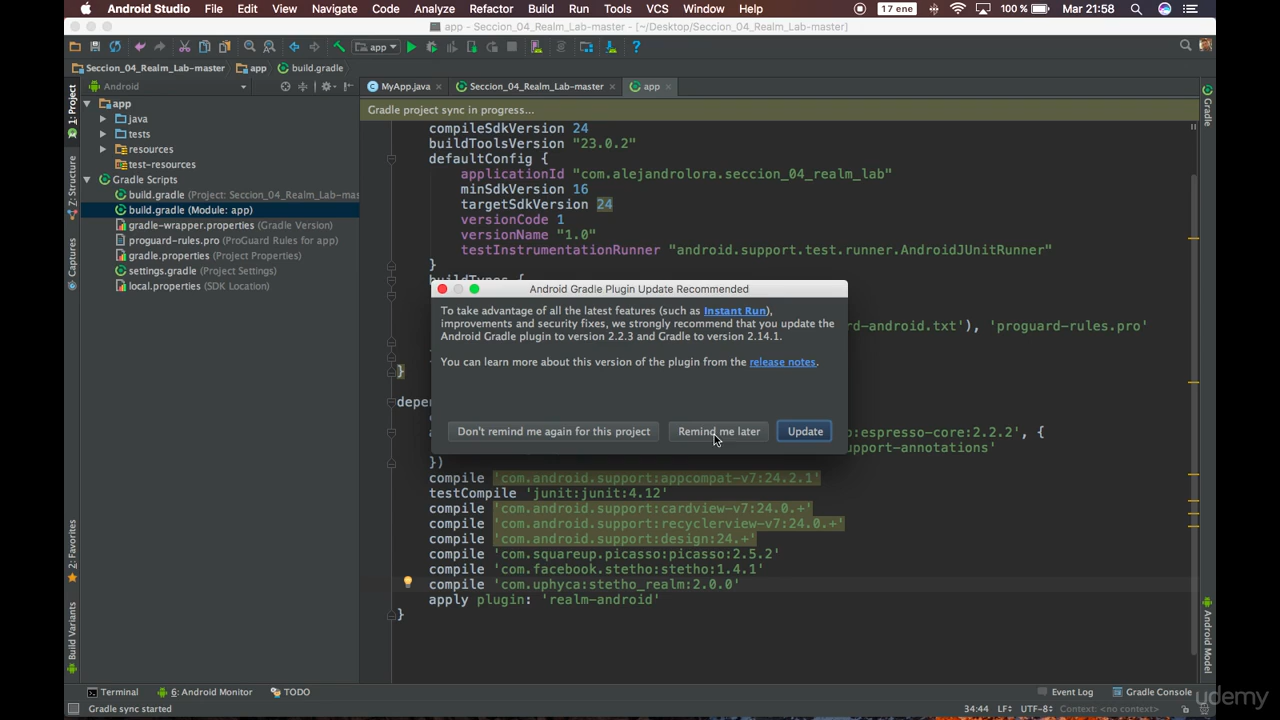 Android Studio File Edit View Navigate Code Analyze Refactor Build Run Tools VCS Window Help 17 ene 100 % Mar 21:58
app - Seccion_04_Realm_Lab-master - [~/Desktop/Seccion_04_Realm_Lab-master]
app
Seccion_04_Realm_Lab-master app build.gradle
Android
MyApp.java Seccion_04_Realm_Lab-master app
Gradle project sync in progress...
1: Project
Z: Structure
Captures
2: Favorites
Build Variants
app
java
tests
resources
test-resources
Gradle Scripts
build.gradle (Project: Seccion_04_Realm_Lab-mas
build.gradle (Module: app)
gradle-wrapper.properties (Gradle Version)
proguard-rules.pro (ProGuard Rules for app)
gradle.properties (Project Properties)
settings.gradle (Project Settings)
local.properties (SDK Location)
compileSdkVersion 24
buildToolsVersion "23.0.2"
defaultConfig {
applicationId "com.alejandrolora.seccion_04_realm_lab"
minSdkVersion 16
targetSdkVersion 24
versionCode 1
versionName "1.0"
testInstrumentationRunner "android.support.test.runner.AndroidJUnitRunner"
}
buildTypes {
rd-android.txt'), 'proguard-rules.pro'
}
depe
o:espresso-core:2.2.2', {
upport-annotations'
})
compile 'com.android.support:appcompat-v7:24.2.1'
testCompile 'junit:junit:4.12'
compile 'com.android.support:cardview-v7:24.0.+'
compile 'com.android.support:recyclerview-v7:24.0.+'
compile 'com.android.support:design:24.+'
compile 'com.squareup.picasso:picasso:2.5.2'
compile 'com.facebook.stetho:stetho:1.4.1'
compile 'com.uphyca:stetho_realm:2.0.0'
apply plugin: 'realm-android'
}
Android Gradle Plugin Update Recommended
To take advantage of all the latest features (such as Instant Run),
improvements and security fixes, we strongly recommend that you update the
Android Gradle plugin to version 2.2.3 and Gradle to version 2.14.1.
You can learn more about this version of the plugin from the release notes.
Don't remind me again for this project Remind me later Update
Gradle
Android Model
Terminal 6: Android Monitor TODO Event Log Gradle Console
Gradle sync started 34:44 LF÷ UTF-8÷ Context: <no context>
udemy